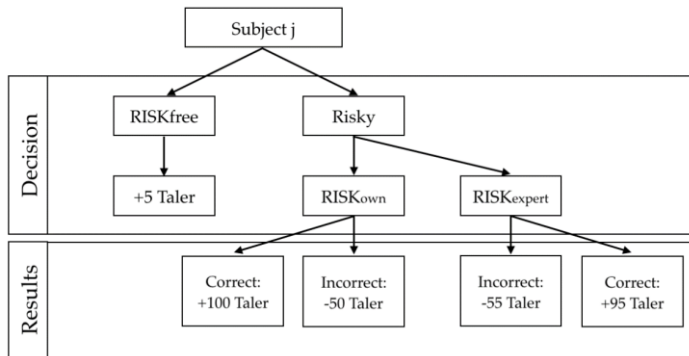 Subject j
Decision
RISKfree
Risky
+5 Taler
RISKown
RISKexpert
Results
Correct:
+100 Taler
Incorrect:
-50 Taler
Incorrect:
-55 Taler
Correct:
+95 Taler